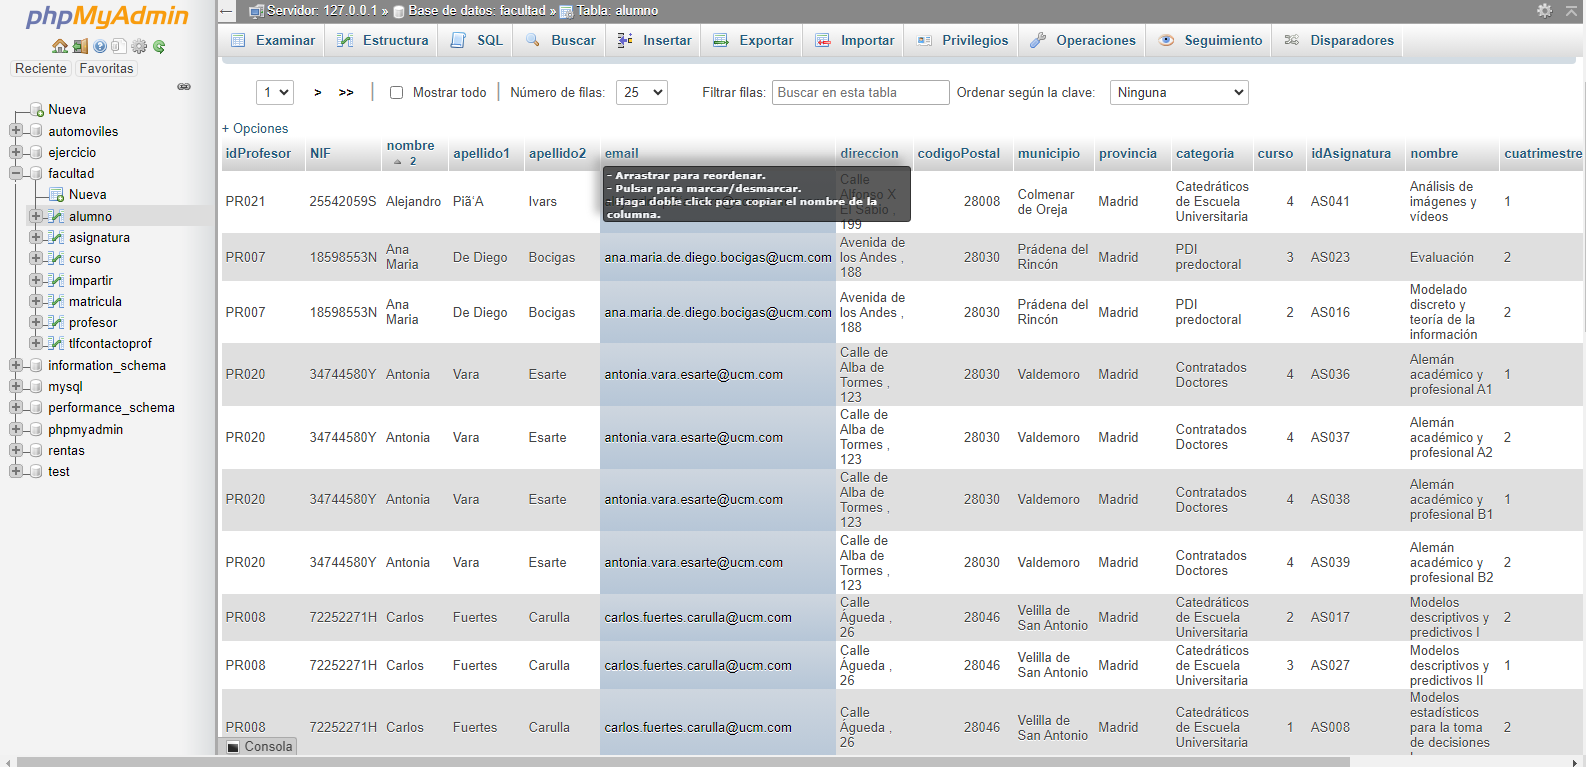 phpMyAdmin
Reciente Favoritas
Nueva
automoviles
ejercicio
facultad
Nueva
alumno
asignatura
curso
impartir
matricula
profesor
tlfcontactoprof
information_schema
mysql
performance_schema
phpmyadmin
rentas
test
Servidor: 127.0.0.1 » Base de datos: facultad » Tabla: alumno
Examinar Estructura SQL Buscar Insertar Exportar Importar Privilegios Operaciones Seguimiento Disparadores
1 > >> | Mostrar todo | Número de filas: 25 Filtrar filas: Buscar en esta tabla Ordenar según la clave: Ninguna
+ Opciones
idProfesor NIF nombre 2 apellido1 apellido2 email direccion codigoPostal municipio provincia categoria curso idAsignatura nombre cuatrimestre
- Arrastrar para reordenar.
- Pulsar para marcar/desmarcar.
- Haga doble click para copiar el nombre de la
columna.
PR021 25542059S Alejandro Piã'A Ivars Calle Alfonso X El Sabio , 199 28008 Colmenar de Oreja Madrid Catedráticos de Escuela Universitaria 4 AS041 Análisis de imágenes y vídeos 1
PR007 18598553N Ana Maria De Diego Bocigas ana.maria.de.diego.bocigas@ucm.com Avenida de los Andes , 188 28030 Prádena del Rincón Madrid PDI predoctoral 3 AS023 Evaluación 2
PR007 18598553N Ana Maria De Diego Bocigas ana.maria.de.diego.bocigas@ucm.com Avenida de los Andes , 188 28030 Prádena del Rincón Madrid PDI predoctoral 2 AS016 Modelado discreto y teoría de la información 2
PR020 34744580Y Antonia Vara Esarte antonia.vara.esarte@ucm.com Calle de Alba de Tormes , 123 28030 Valdemoro Madrid Contratados Doctores 4 AS036 Alemán académico y profesional A1 1
PR020 34744580Y Antonia Vara Esarte antonia.vara.esarte@ucm.com Calle de Alba de Tormes , 123 28030 Valdemoro Madrid Contratados Doctores 4 AS037 Alemán académico y profesional A2 2
PR020 34744580Y Antonia Vara Esarte antonia.vara.esarte@ucm.com Calle de Alba de Tormes , 123 28030 Valdemoro Madrid Contratados Doctores 4 AS038 Alemán académico y profesional B1 1
PR020 34744580Y Antonia Vara Esarte antonia.vara.esarte@ucm.com Calle de Alba de Tormes , 123 28030 Valdemoro Madrid Contratados Doctores 4 AS039 Alemán académico y profesional B2 2
PR008 72252271H Carlos Fuertes Carulla carlos.fuertes.carulla@ucm.com Calle Águeda , 26 28046 Velilla de San Antonio Madrid Catedráticos de Escuela Universitaria 2 AS017 Modelos descriptivos y predictivos I 2
PR008 72252271H Carlos Fuertes Carulla carlos.fuertes.carulla@ucm.com Calle Águeda , 26 28046 Velilla de San Antonio Madrid Catedráticos de Escuela Universitaria 3 AS027 Modelos descriptivos y predictivos II 1
PR008 72252271H Carlos Fuertes Carulla carlos.fuertes.carulla@ucm.com Calle Águeda , 26 28046 Velilla de San Antonio Madrid Catedráticos de Escuela Universitaria 1 AS008 Modelos estadísticos para la toma de decisiones 2
Consola